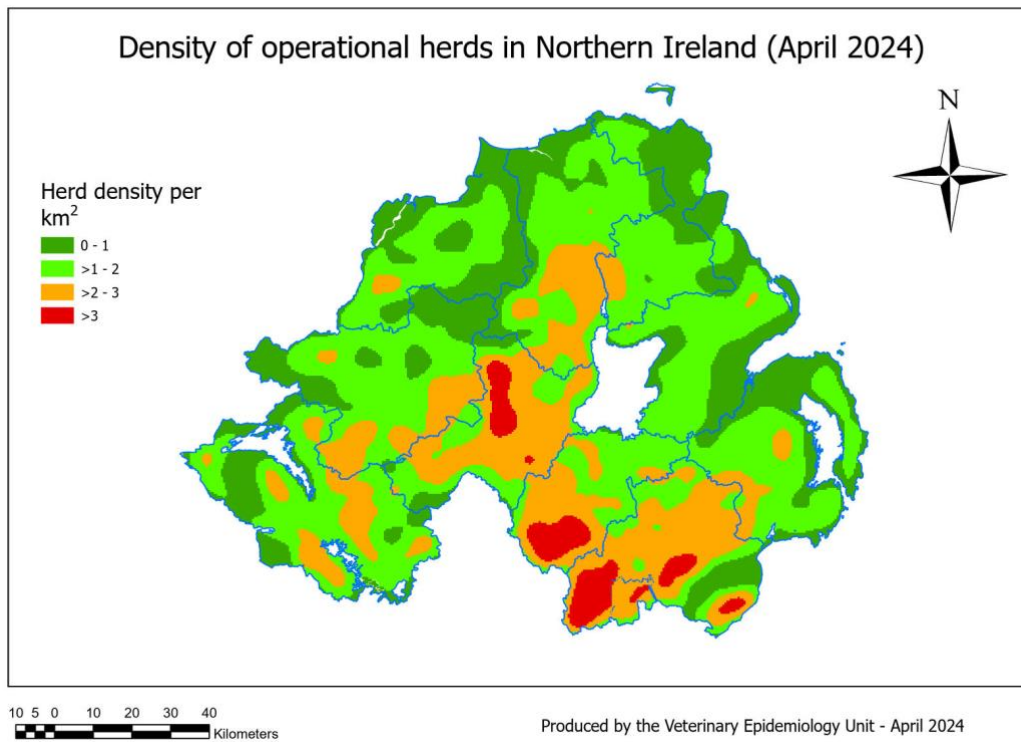 Density of operational herds in Northern Ireland (April 2024)
N
Herd density per
km²
0 - 1
>1 - 2
>2 - 3
>3
10 5 0 10 20 30 40
Kilometers
Produced by the Veterinary Epidemiology Unit - April 2024